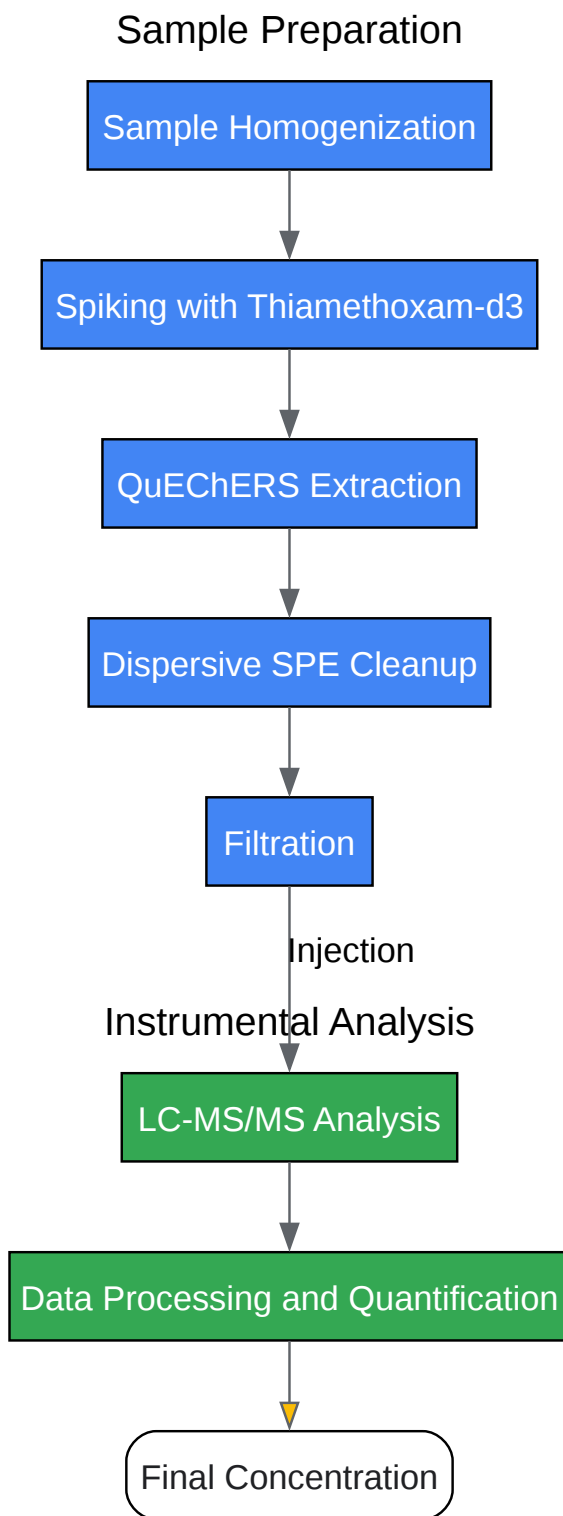 Sample Preparation
Sample Homogenization
Spiking with Thiamethoxam-d3
QuEChERS Extraction
Dispersive SPE Cleanup
Filtration
Injection
Instrumental Analysis
LC-MS/MS Analysis
Data Processing and Quantification
Final Concentration